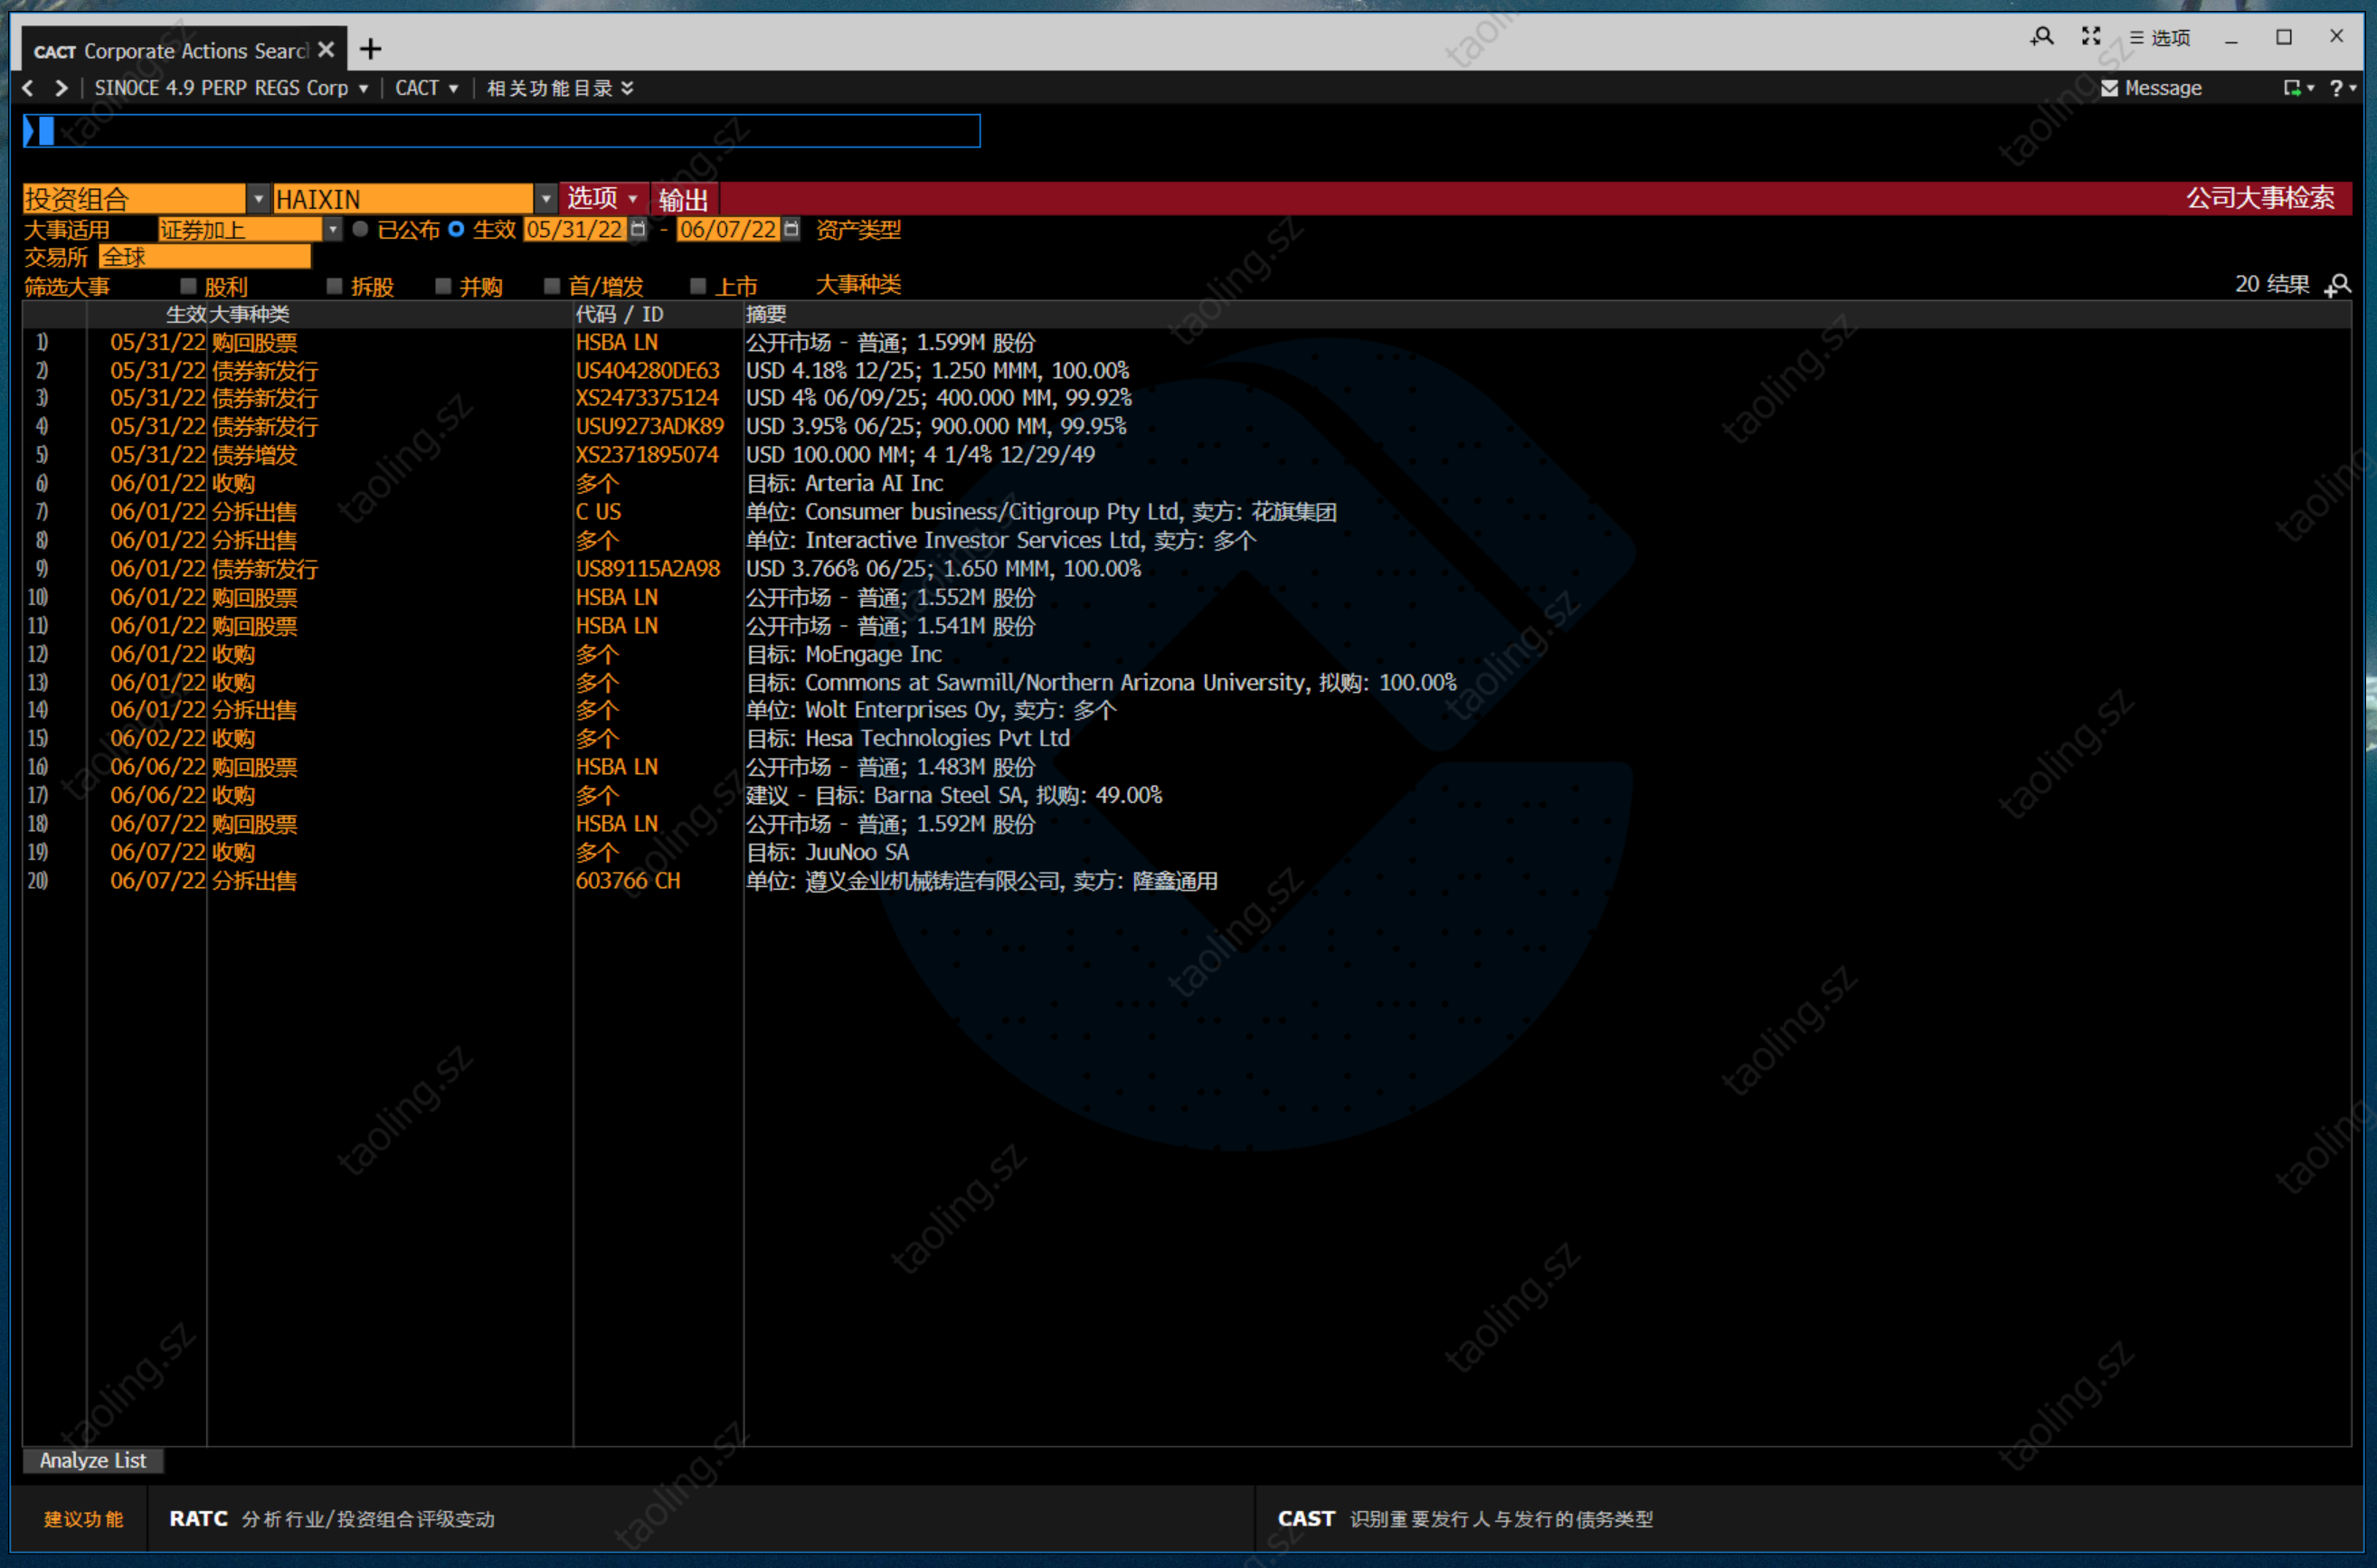 CACT Corporate Actions Searc
选项
SINOCE 4.9 PERP REGS Corp | CACT | 相关功能目录
Message
?
投资组合 HAIXIN 选项 输出 公司大事检索
大事适用 证券加上 已公布 生效 05/31/22 - 06/07/22 资产类型
交易所 全球
筛选大事 股利 拆股 并购 首/增发 上市 大事种类 20 结果
生效 大事种类 代码 / ID 摘要
1) 05/31/22 购回股票 HSBA LN 公开市场 - 普通; 1.599M 股份
2) 05/31/22 债券新发行 US404280DE63 USD 4.18% 12/25; 1.250 MMM, 100.00%
3) 05/31/22 债券新发行 XS2473375124 USD 4% 06/09/25; 400.000 MM, 99.92%
4) 05/31/22 债券新发行 USU9273ADK89 USD 3.95% 06/25; 900.000 MM, 99.95%
5) 05/31/22 债券增发 XS2371895074 USD 100.000 MM; 4 1/4% 12/29/49
6) 06/01/22 收购 多个 目标: Arteria AI Inc
7) 06/01/22 分拆出售 C US 单位: Consumer business/Citigroup Pty Ltd, 卖方: 花旗集团
8) 06/01/22 分拆出售 多个 单位: Interactive Investor Services Ltd, 卖方: 多个
9) 06/01/22 债券新发行 US89115A2A98 USD 3.766% 06/25; 1.650 MMM, 100.00%
10) 06/01/22 购回股票 HSBA LN 公开市场 - 普通; 1.552M 股份
11) 06/01/22 购回股票 HSBA LN 公开市场 - 普通; 1.541M 股份
12) 06/01/22 收购 多个 目标: MoEngage Inc
13) 06/01/22 收购 多个 目标: Commons at Sawmill/Northern Arizona University, 拟购: 100.00%
14) 06/01/22 分拆出售 多个 单位: Wolt Enterprises Oy, 卖方: 多个
15) 06/02/22 收购 多个 目标: Hesa Technologies Pvt Ltd
16) 06/06/22 购回股票 HSBA LN 公开市场 - 普通; 1.483M 股份
17) 06/06/22 收购 多个 建议 - 目标: Barna Steel SA, 拟购: 49.00%
18) 06/07/22 购回股票 HSBA LN 公开市场 - 普通; 1.592M 股份
19) 06/07/22 收购 多个 目标: JuuNoo SA
20) 06/07/22 分拆出售 603766 CH 单位: 遵义金业机械铸造有限公司, 卖方: 隆鑫通用
Analyze List
建议功能 RATC 分析行业/投资组合评级变动 CAST 识别重要发行人与发行的债务类型
taoling.sz